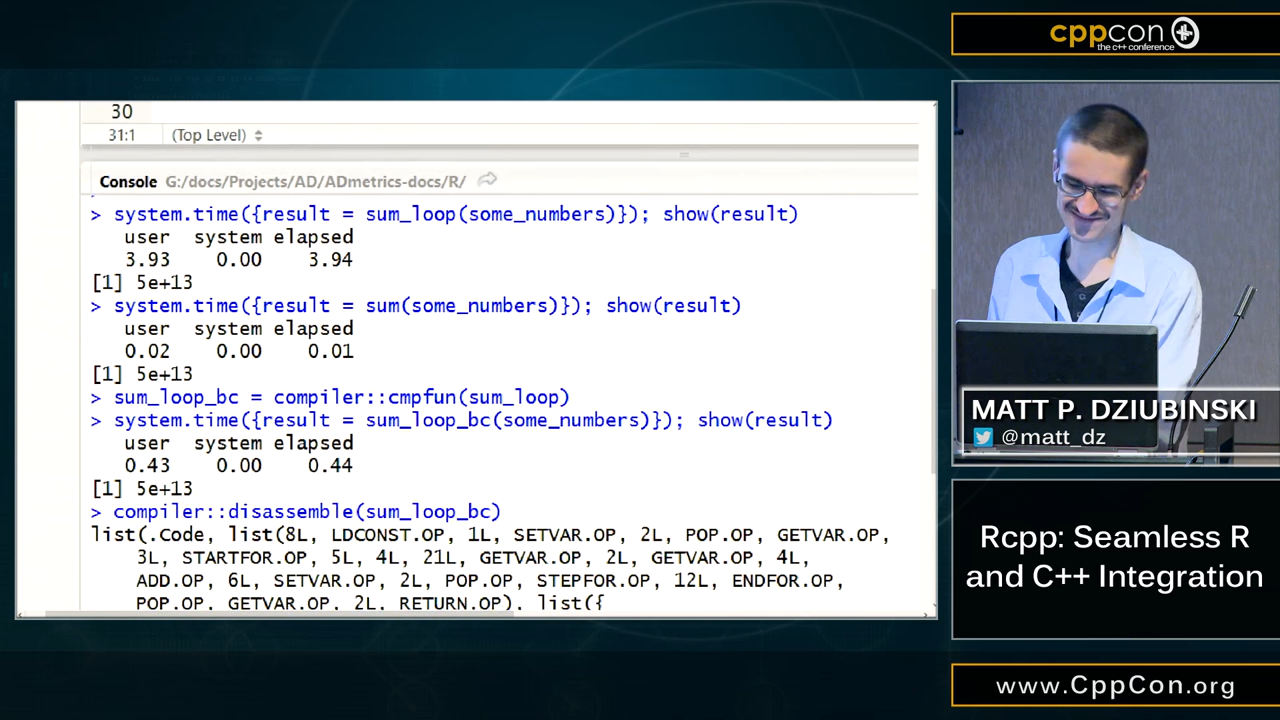 cppcon
the c++ conference
30
31:1 (Top Level)
Console G:/docs/Projects/AD/ADmetrics-docs/R/
> system.time({result = sum_loop(some_numbers)}); show(result)
user system elapsed
3.93 0.00 3.94
[1] 5e+13
> system.time({result = sum(some_numbers)}); show(result)
user system elapsed
0.02 0.00 0.01
[1] 5e+13
> sum_loop_bc = compiler::cmpfun(sum_loop)
> system.time({result = sum_loop_bc(some_numbers)}); show(result)
user system elapsed
0.43 0.00 0.44
[1] 5e+13
> compiler::disassemble(sum_loop_bc)
list(.Code, list(8L, LDCONST.OP, 1L, SETVAR.OP, 2L, POP.OP, GETVAR.OP,
3L, STARTFOR.OP, 5L, 4L, 21L, GETVAR.OP, 2L, GETVAR.OP, 4L,
ADD.OP, 6L, SETVAR.OP, 2L, POP.OP, STEPFOR.OP, 12L, ENDFOR.OP,
POP.OP, GETVAR.OP, 2L, RETURN.OP), list({
MATT P. DZIUBINSKI
@matt_dz
Rcpp: Seamless R
and C++ Integration
www.CppCon.org